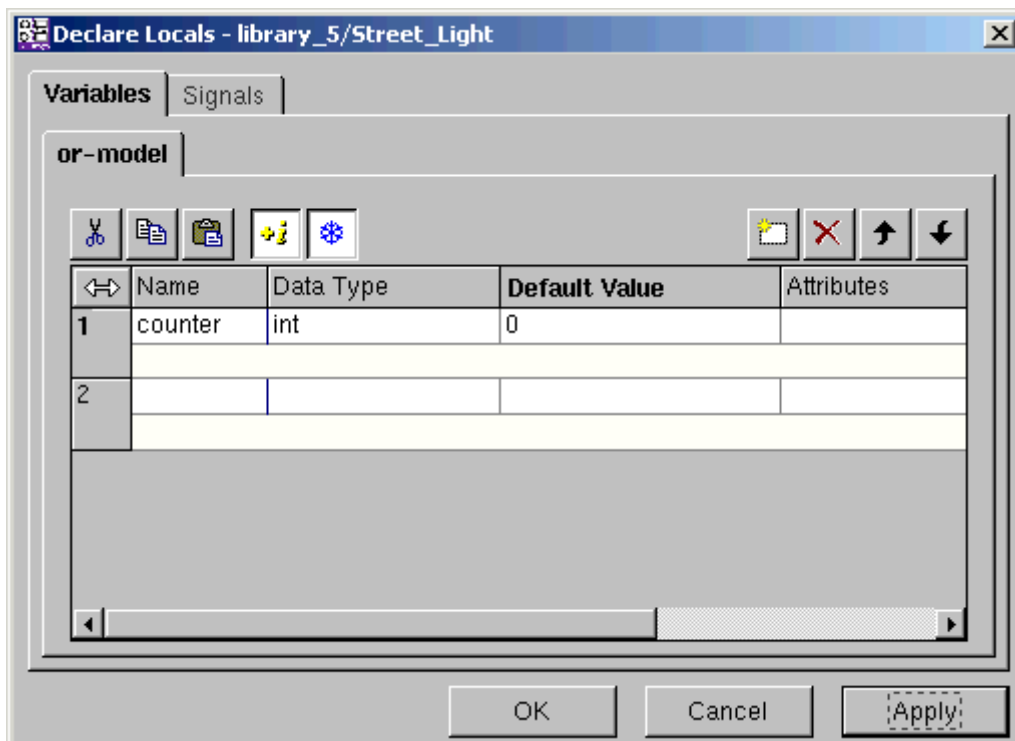 Declare Locals - library_5/Street_Light
Variables Signals
or-model
Name Data Type Default Value Attributes
1 counter int 0
2
OK Cancel Apply